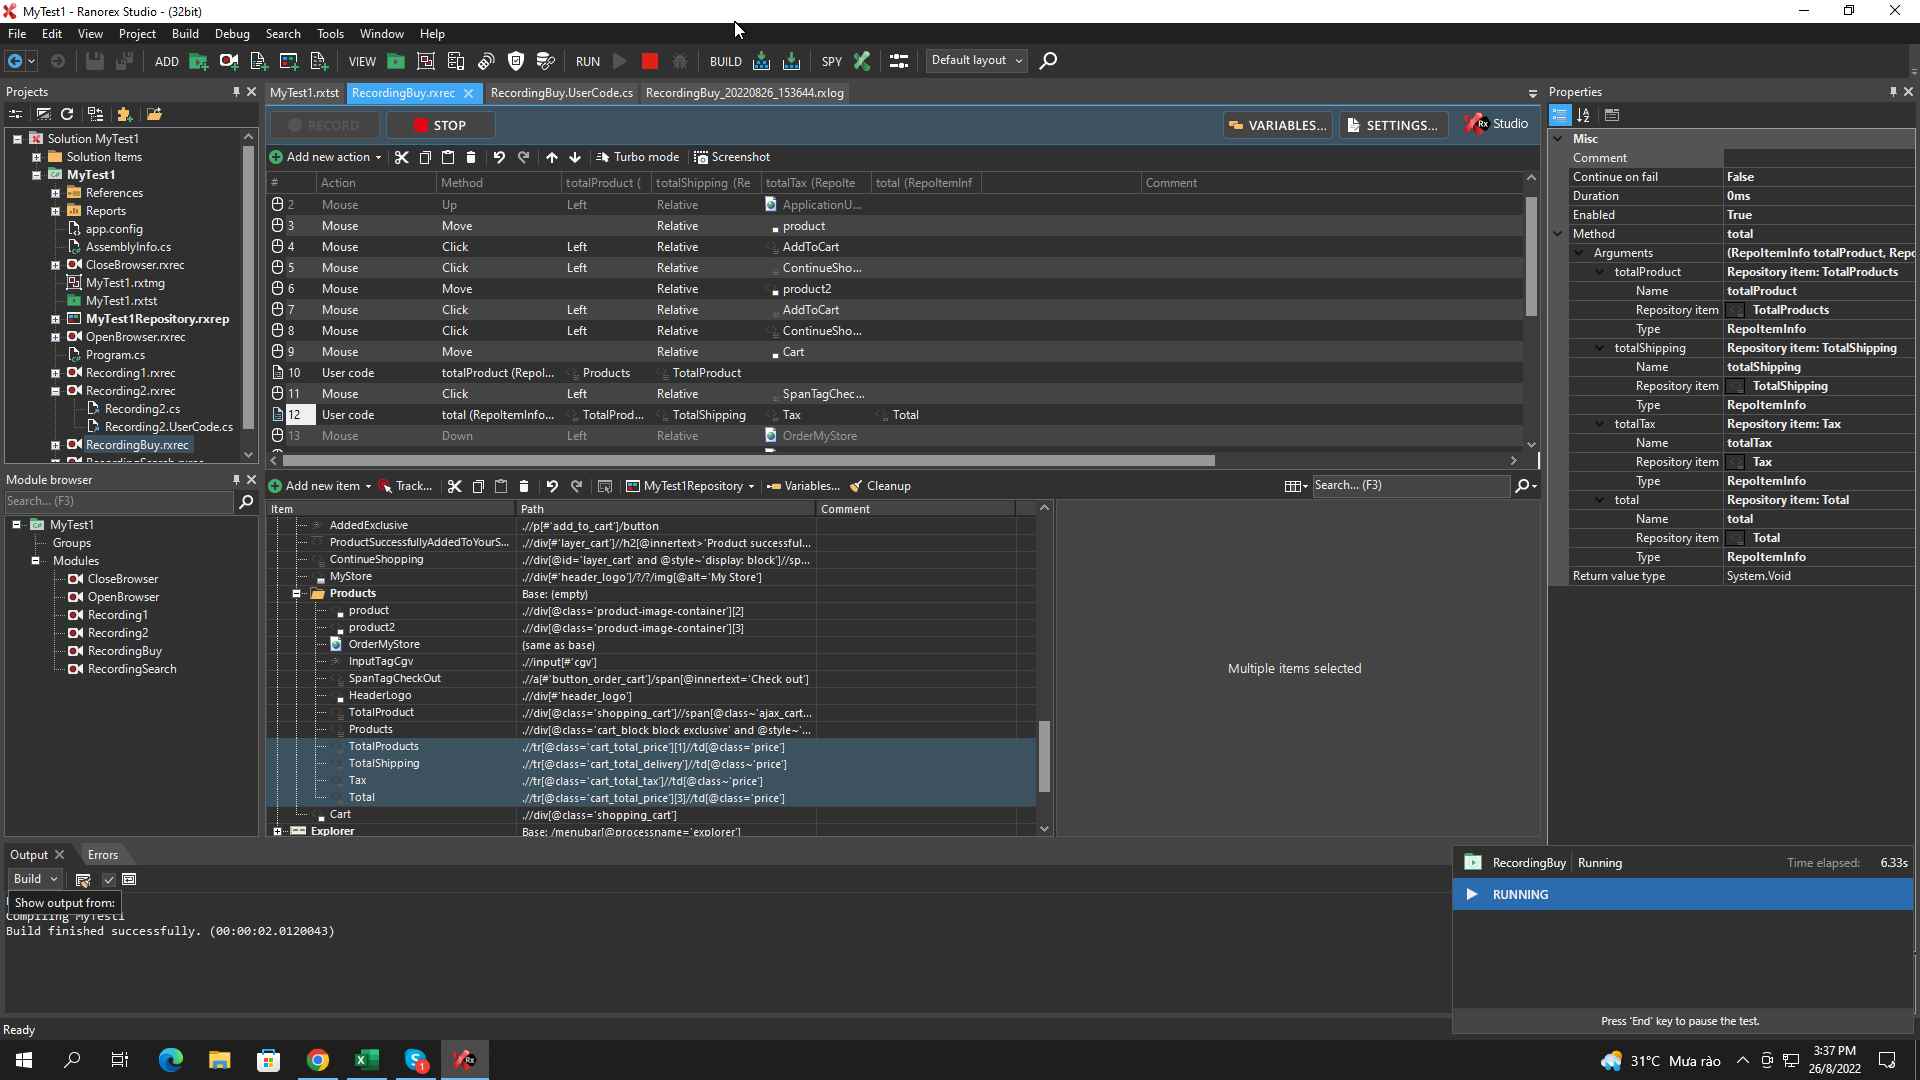 MyTest1 - Ranorex Studio - (32bit)
File Edit View Project Build Debug Search Tools Window Help
ADD VIEW RUN BUILD SPY Default layout
Projects
Solution MyTest1
Solution Items
MyTest1
References
Reports
app.config
AssemblyInfo.cs
CloseBrowser.rxrec
MyTest1.rxtmg
MyTest1.rxtst
MyTest1Repository.rxrep
OpenBrowser.rxrec
Program.cs
Recording1.rxrec
Recording2.rxrec
Recording2.cs
Recording2.UserCode.cs
RecordingBuy.rxrec
Module browser
Search... (F3)
MyTest1
Groups
Modules
CloseBrowser
OpenBrowser
Recording1
Recording2
RecordingBuy
RecordingSearch
MyTest1.rxtst RecordingBuy.rxrec RecordingBuy.UserCode.cs RecordingBuy_20220826_153644.rxlog
RECORD STOP VARIABLES... SETTINGS... Rx Studio
Add new action Turbo mode Screenshot
# Action Method totalProduct ( totalShipping (Re totalTax (RepoIte total (RepoItemInf Comment
2 Mouse Up Left Relative ApplicationU...
3 Mouse Move Relative product
4 Mouse Click Left Relative AddToCart
5 Mouse Click Left Relative ContinueSho...
6 Mouse Move Relative product2
7 Mouse Click Left Relative AddToCart
8 Mouse Click Left Relative ContinueSho...
9 Mouse Move Relative Cart
10 User code totalProduct (Repol... Products TotalProduct
11 Mouse Click Left Relative SpanTagChec...
12 User code total (RepoItemInfo... TotalProd... TotalShipping Tax Total
13 Mouse Down Left Relative OrderMyStore
Add new item Track... MyTest1Repository Variables... Cleanup Search... (F3)
Item Path Comment
AddedExclusive .//p[#'add_to_cart']/button
ProductSuccessfullyAddedToYourS... .//div[#'layer_cart']//h2[@innertext>'Product successful...
ContinueShopping .//div[@id='layer_cart' and @style~'display: block']//sp...
MyStore .//div[#'header_logo']/?/?/img[@alt='My Store']
Products Base: (empty)
product .//div[@class='product-image-container'][2]
product2 .//div[@class='product-image-container'][3]
OrderMyStore (same as base)
InputTagCgv .//input[#'cgv']
SpanTagCheckOut .//a[#'button_order_cart']/span[@innertext='Check out']
HeaderLogo .//div[#'header_logo']
TotalProduct .//div[@class='shopping_cart']//span[@class~'ajax_cart...
Products .//div[@class='cart_block block exclusive' and @style~'...
TotalProducts .//tr[@class='cart_total_price'][1]//td[@class='price']
TotalShipping .//tr[@class='cart_total_delivery']//td[@class~'price']
Tax .//tr[@class='cart_total_tax']//td[@class~'price']
Total .//tr[@class='cart_total_price'][3]//td[@class='price']
Cart .//div[@class='shopping_cart']
Explorer Base: /menubar[@processname='explorer']
Multiple items selected
Properties
Misc
Comment
Continue on fail False
Duration 0ms
Enabled True
Method total
Arguments (RepoItemInfo totalProduct, Repo
totalProduct Repository item: TotalProducts
Name totalProduct
Repository item TotalProducts
Type RepoItemInfo
totalShipping Repository item: TotalShipping
Name totalShipping
Repository item TotalShipping
Type RepoItemInfo
totalTax Repository item: Tax
Name totalTax
Repository item Tax
Type RepoItemInfo
total Repository item: Total
Name total
Repository item Total
Type RepoItemInfo
Return value type System.Void
Output Errors
Build
Show output from:
Compiling MyTest1
Build finished successfully. (00:00:02.0120043)
RecordingBuy Running Time elapsed: 6.33s
RUNNING
Press 'End' key to pause the test.
Ready
31°C Mưa rào
3:37 PM
26/8/2022